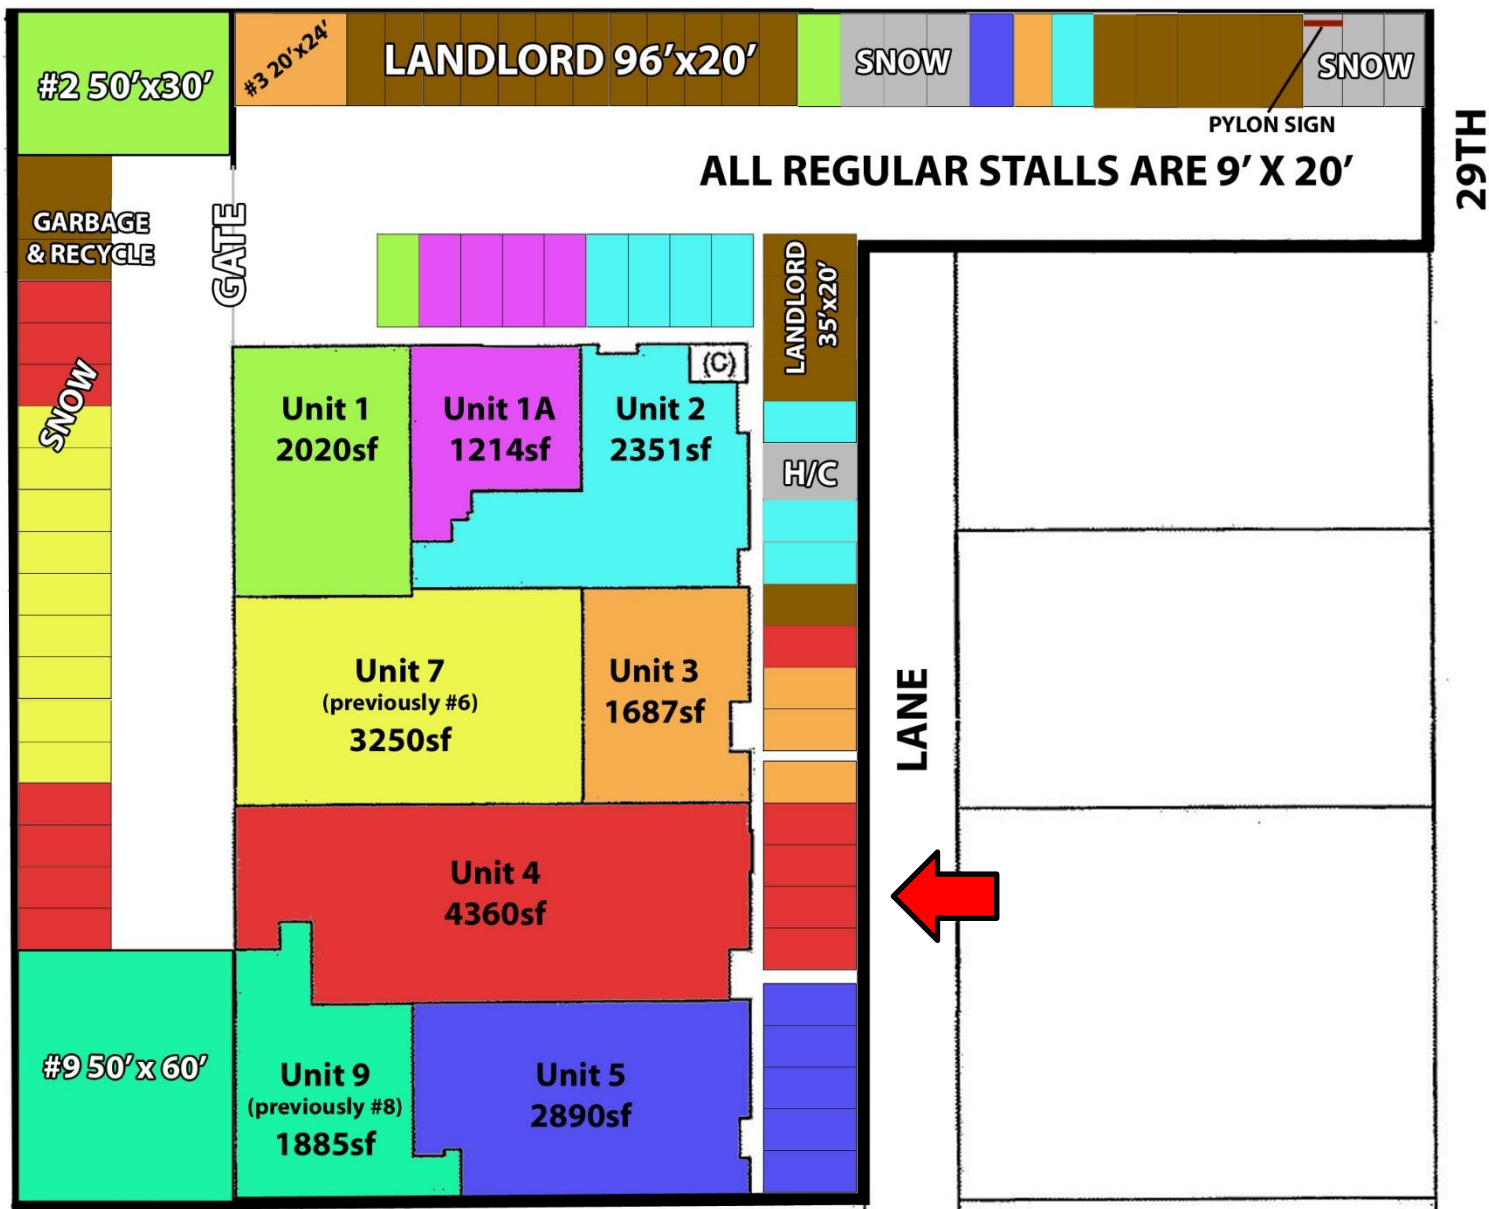 #2 50'x30'
#3 20'x24'
LANDLORD 96'x20'
SNOW
SNOW
PYLON SIGN
29TH
ALL REGULAR STALLS ARE 9' X 20'
GARBAGE
& RECYCLE
GATE
LANDLORD
35'x20'
(C)
SNOW
Unit 1
2020sf
Unit 1A
1214sf
Unit 2
2351sf
H/C
Unit 7
(previously #6)
3250sf
Unit 3
1687sf
LANE
Unit 4
4360sf
#9 50' x 60'
Unit 9
(previously #8)
1885sf
Unit 5
2890sf